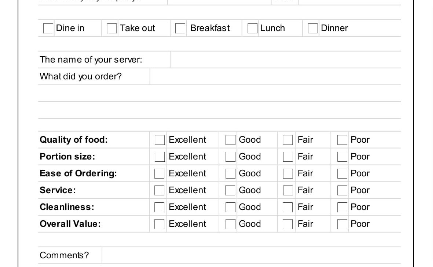 Dine in Take out Breakfast Lunch Dinner
The name of your server:
What did you order?
Quality of food: Excellent Good Fair Poor
Portion size: Excellent Good Fair Poor
Ease of Ordering: Excellent Good Fair Poor
Service: Excellent Good Fair Poor
Cleanliness: Excellent Good Fair Poor
Overall Value: Excellent Good Fair Poor
Comments?